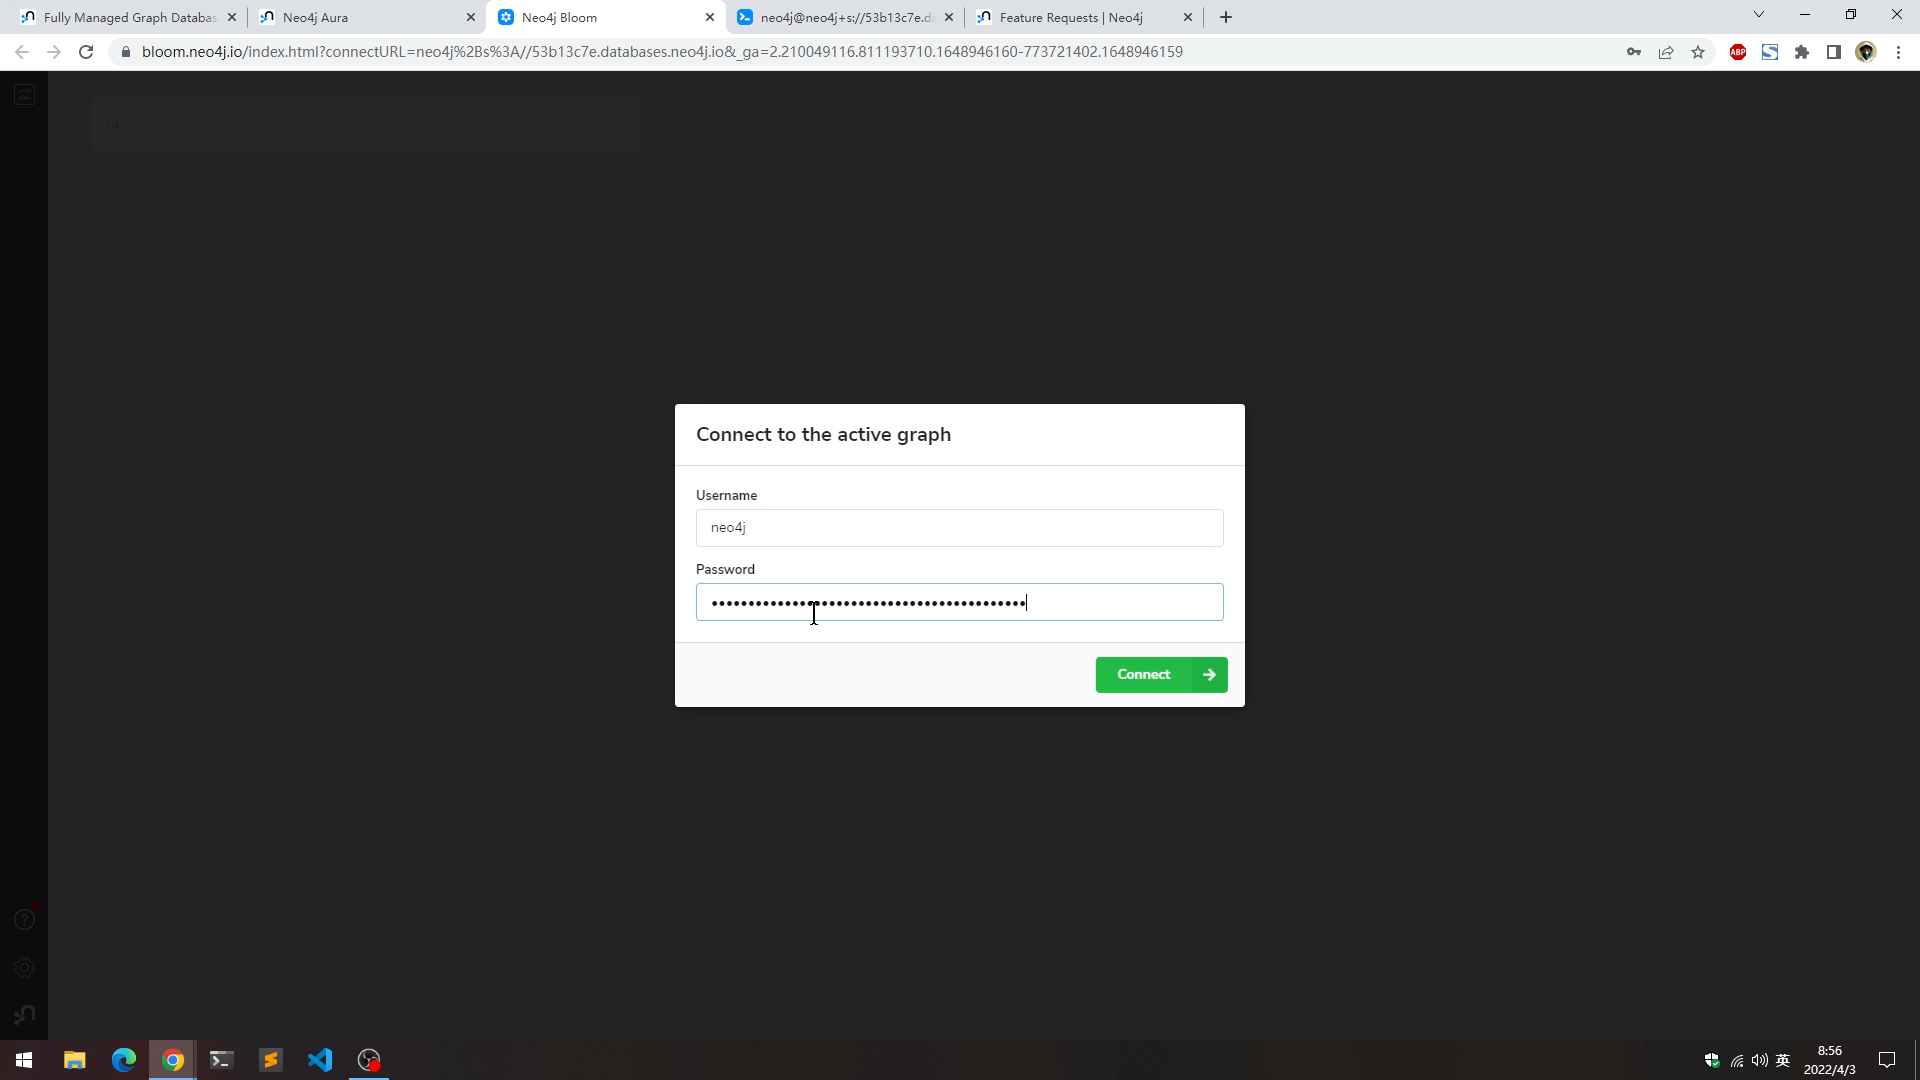 Fully Managed Graph Databas
Neo4j Aura
Neo4j Bloom
neo4j@neo4j+s://53b13c7e.da
Feature Requests | Neo4j
bloom.neo4j.io/index.html?connectURL=neo4j%2Bs%3A//53b13c7e.databases.neo4j.io&_ga=2.210049116.811193710.1648946160-773721402.1648946159
ABP
Connect to the active graph
Username
neo4j
Password
Connect
英
8:56
2022/4/3